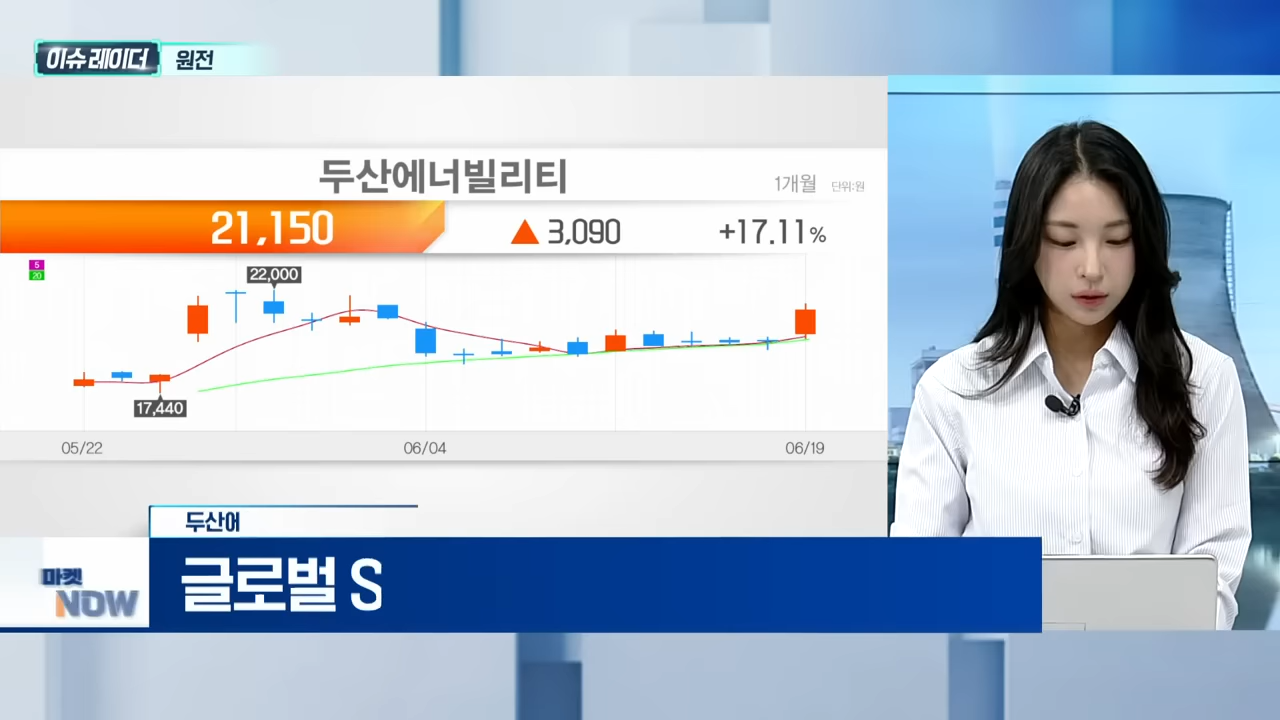 이슈레이더 원전
두산에너빌리티
1개월 단위:원
21,150 ▲ 3,090 +17.11%
5
20
22,000
17,440
05/22 06/04 06/19
두산에
글로벌 S
마켓
NOW